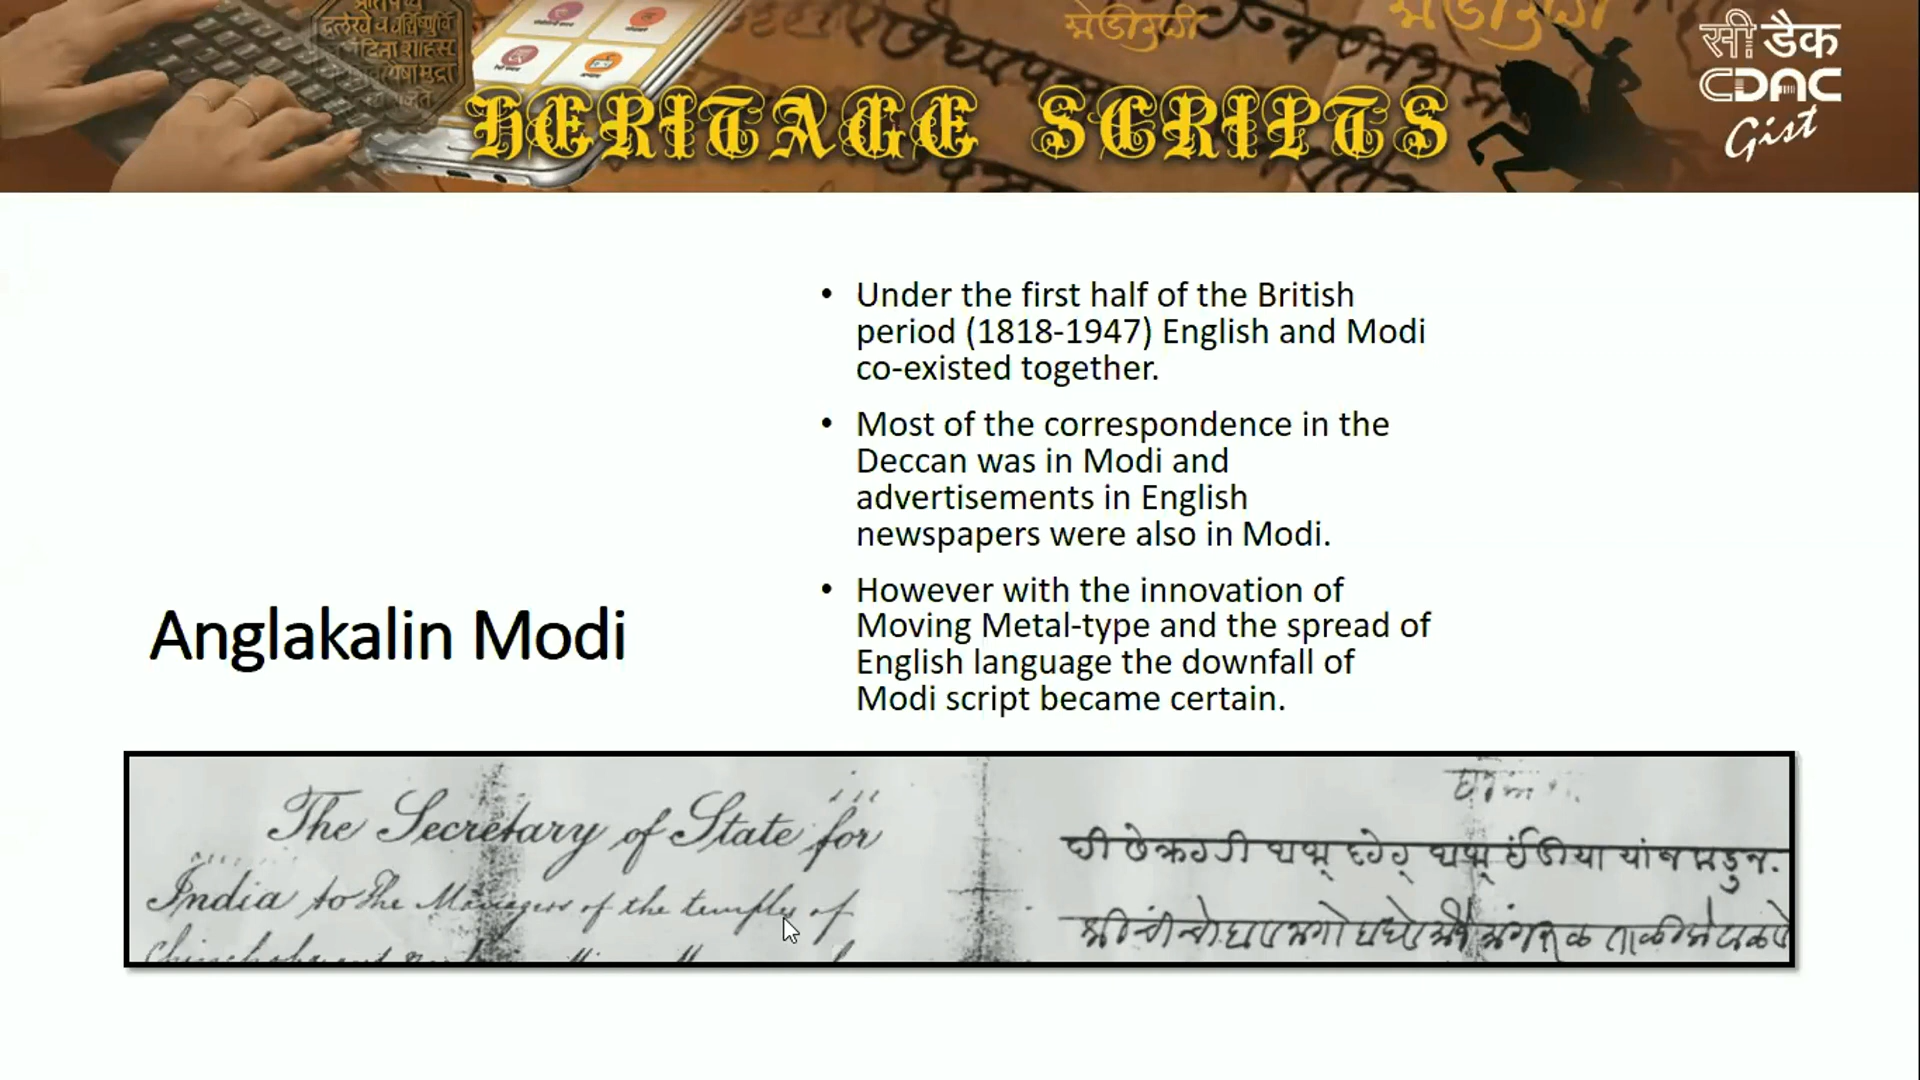 HERITAGE SCRIPTS
सी डैक
CDAC
Gist
Anglakalin Modi
• Under the first half of the British
period (1818-1947) English and Modi
co-existed together.
• Most of the correspondence in the
Deccan was in Modi and
advertisements in English
newspapers were also in Modi.
• However with the innovation of
Moving Metal-type and the spread of
English language the downfall of
Modi script became certain.
The Secretary of State for
India to the Managers of the temples of